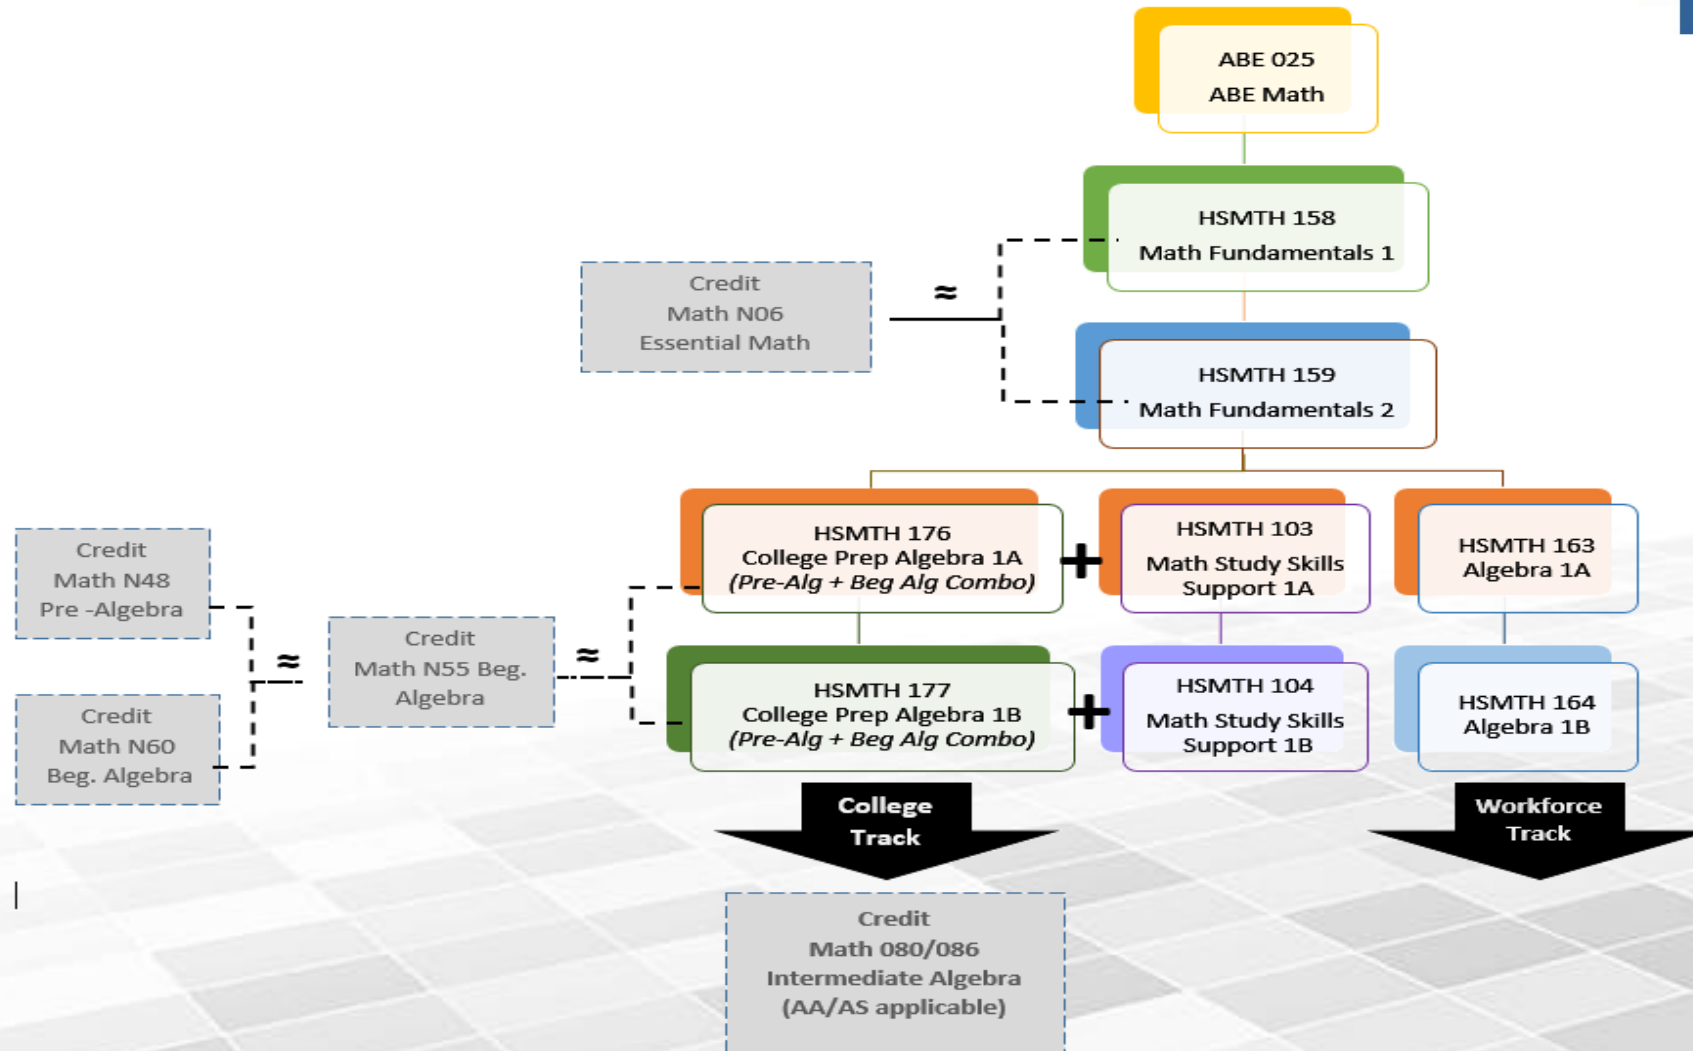 ABE 025
ABE Math
HSMTH 158
Math Fundamentals 1
Credit
Math N06
Essential Math
≈
HSMTH 159
Math Fundamentals 2
Credit
Math N48
Pre -Algebra
Credit
Math N60
Beg. Algebra
≈
Credit
Math N55 Beg.
Algebra
≈
HSMTH 176
College Prep Algebra 1A
(Pre-Alg + Beg Alg Combo)
+
HSMTH 103
Math Study Skills
Support 1A
HSMTH 163
Algebra 1A
HSMTH 177
College Prep Algebra 1B
(Pre-Alg + Beg Alg Combo)
+
HSMTH 104
Math Study Skills
Support 1B
HSMTH 164
Algebra 1B
College
Track
Workforce
Track
Credit
Math 080/086
Intermediate Algebra
(AA/AS applicable)